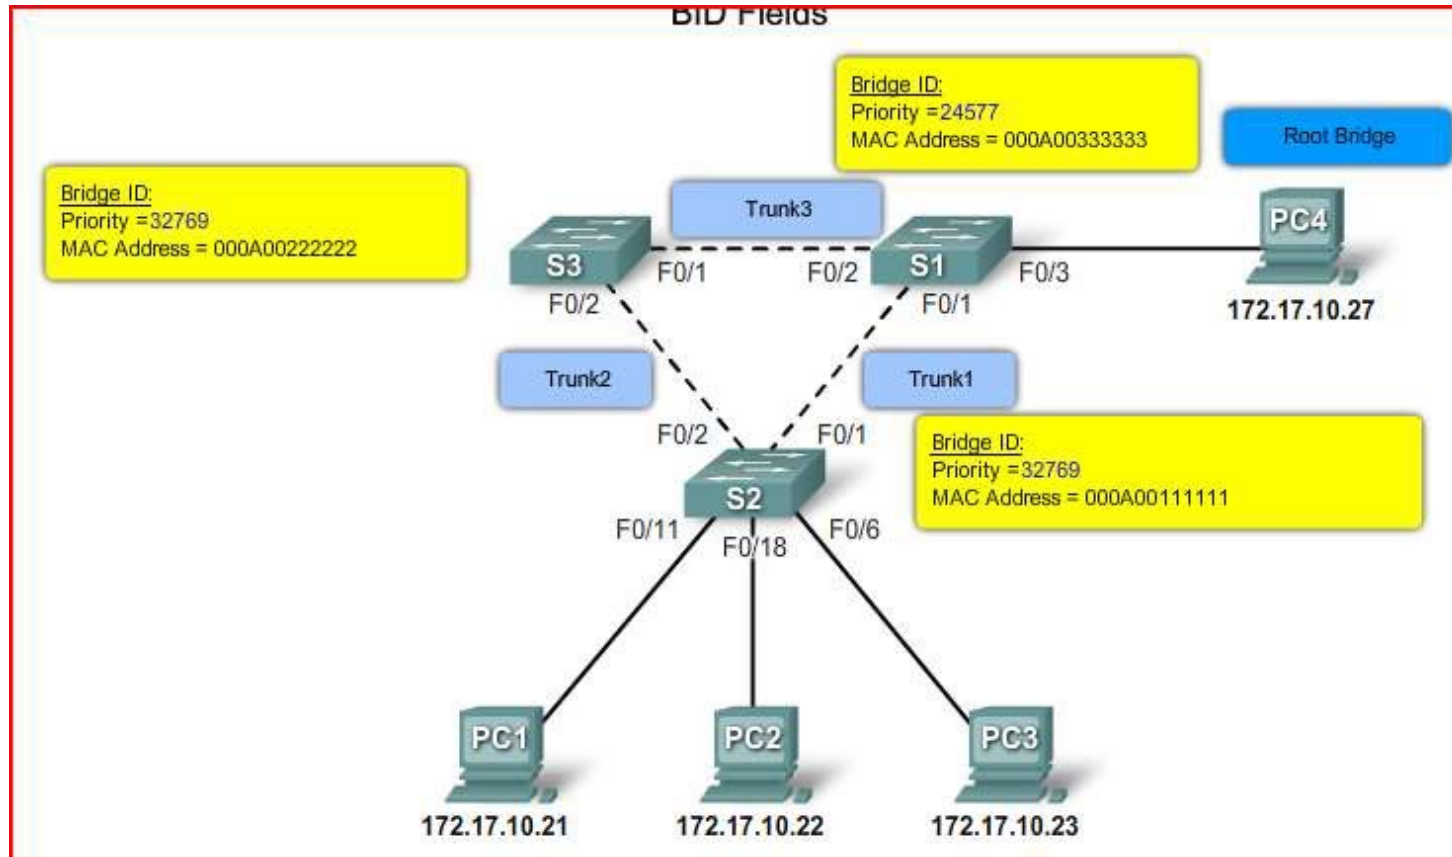 BID Fields
Bridge ID:
Priority =24577
MAC Address = 000A00333333
Root Bridge
Bridge ID:
Priority =32769
MAC Address = 000A00222222
Trunk3
PC4
S3
F0/1
F0/2
S1
F0/3
F0/2
F0/1
172.17.10.27
Trunk2
Trunk1
F0/2
F0/1
Bridge ID:
Priority =32769
MAC Address = 000A00111111
S2
F0/11
F0/18
F0/6
PC1
PC2
PC3
172.17.10.21
172.17.10.22
172.17.10.23